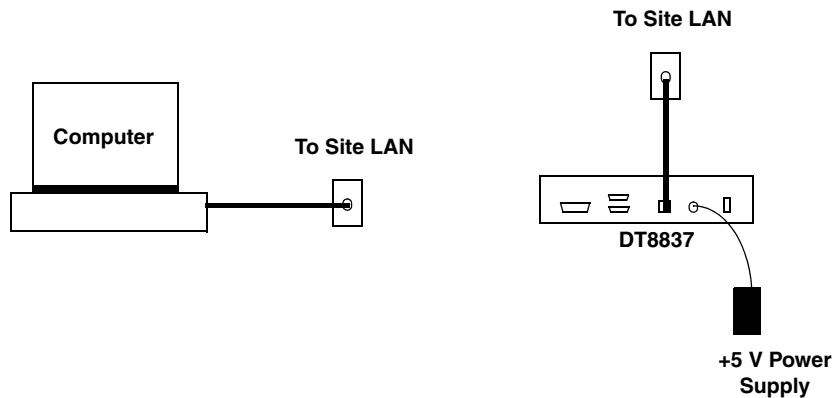 To Site LAN
Computer
To Site LAN
DT8837
+5 V Power
Supply